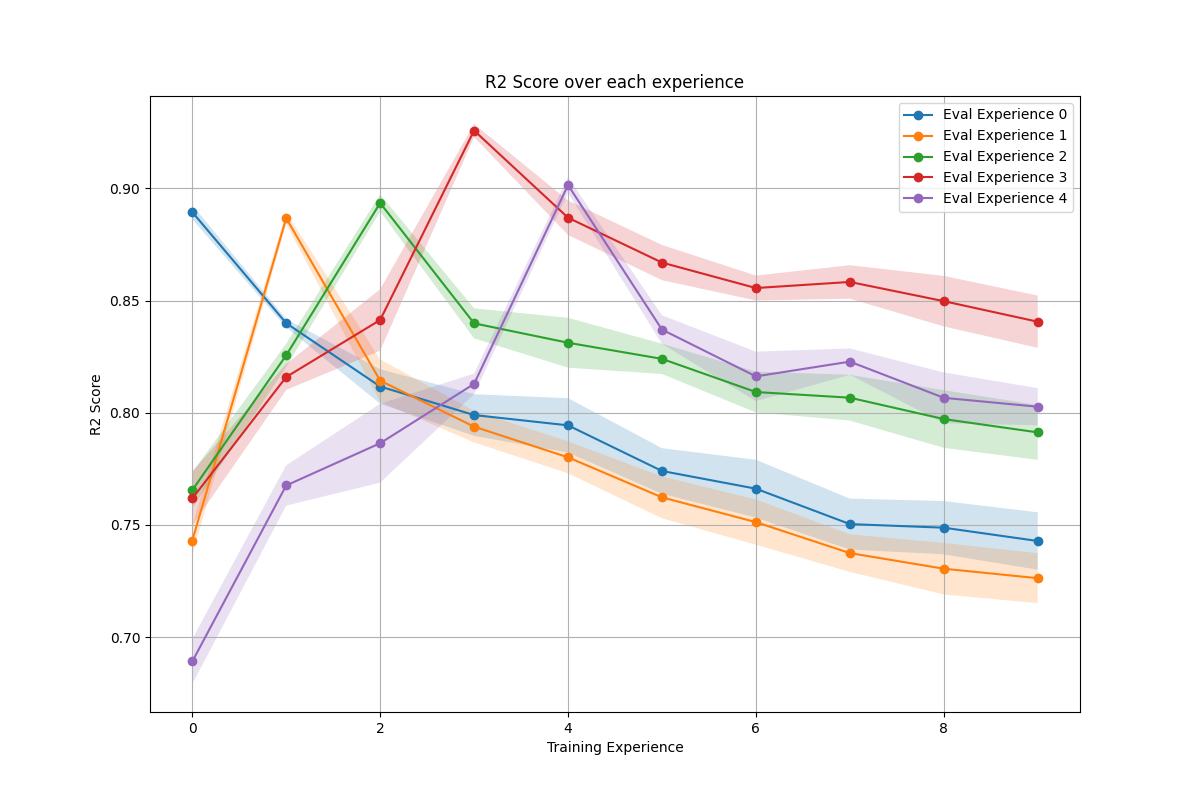 R2 Score over each experience
Eval Experience 0
Eval Experience 1
Eval Experience 2
Eval Experience 3
Eval Experience 4
R2 Score
0.90
0.85
0.80
0.75
0.70
0 2 4 6 8
Training Experience